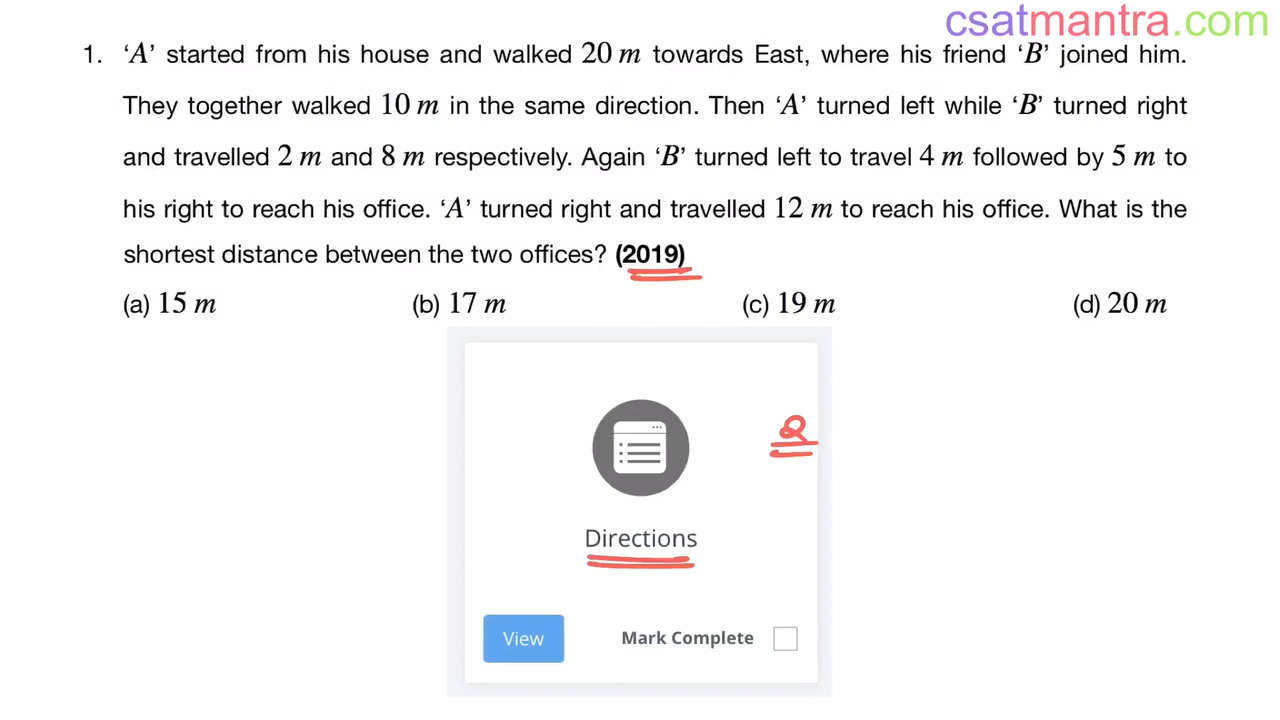 csatmantra.com
1. ‘A’ started from his house and walked 20 m towards East, where his friend ‘B’ joined him.
They together walked 10 m in the same direction. Then ‘A’ turned left while ‘B’ turned right
and travelled 2 m and 8 m respectively. Again ‘B’ turned left to travel 4 m followed by 5 m to
his right to reach his office. ‘A’ turned right and travelled 12 m to reach his office. What is the
shortest distance between the two offices? (2019)
(a) 15 m (b) 17 m (c) 19 m (d) 20 m
Directions
View Mark Complete